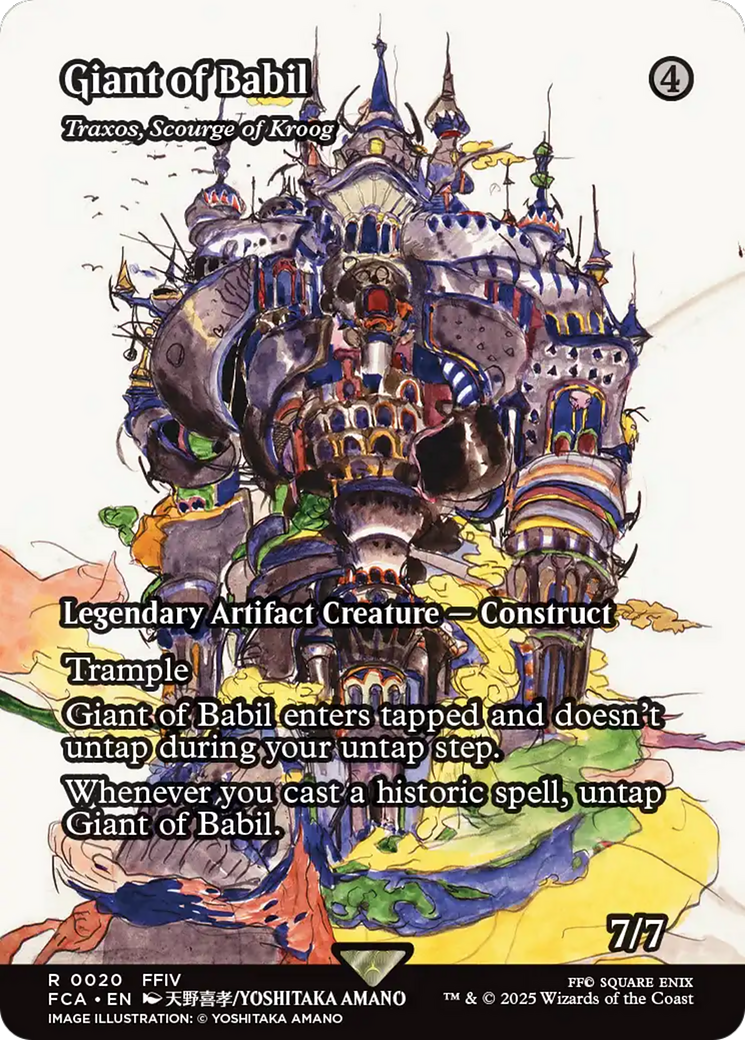 Giant of Babil
4
Traxos, Scourge of Kroog
Legendary Artifact Creature — Construct
Trample
Giant of Babil enters tapped and doesn't
untap during your untap step.
Whenever you cast a historic spell, untap
Giant of Babil.
7/7
R 0020 FFIV
FCA • EN 天野喜孝/YOSHITAKA AMANO
IMAGE ILLUSTRATION: © YOSHITAKA AMANO
FF© SQUARE ENIX
™ & © 2025 Wizards of the Coast